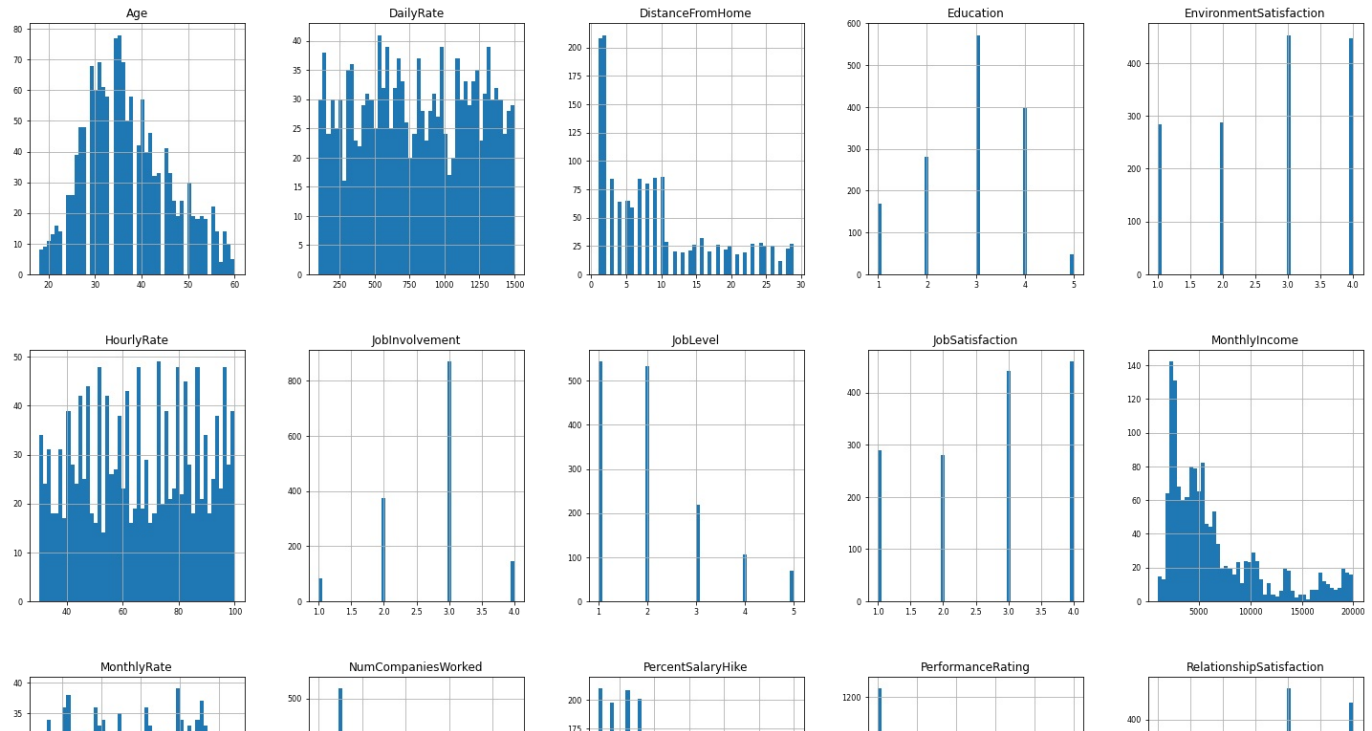 Age DailyRate DistanceFromHome Education EnvironmentSatisfaction
80 70 60 50 40 30 20 10 0
20 30 40 50 60
40 35 30 25 20 15 10 5 0
250 500 750 1000 1250 1500
200 175 150 125 100 75 50 25 0
0 5 10 15 20 25 30
600 500 400 300 200 100 0
1 2 3 4 5
400 300 200 100 0
1.0 1.5 2.0 2.5 3.0 3.5 4.0
HourlyRate JobInvolvement JobLevel JobSatisfaction MonthlyIncome
50 40 30 20 10 0
40 60 80 100
800 600 400 200 0
1.0 1.5 2.0 2.5 3.0 3.5 4.0
500 400 300 200 100 0
1 2 3 4 5
400 300 200 100 0
1.0 1.5 2.0 2.5 3.0 3.5 4.0
140 120 100 80 60 40 20 0
5000 10000 15000 20000
MonthlyRate NumCompaniesWorked PercentSalaryHike PerformanceRating RelationshipSatisfaction
40 35
500
200 175
1200
400